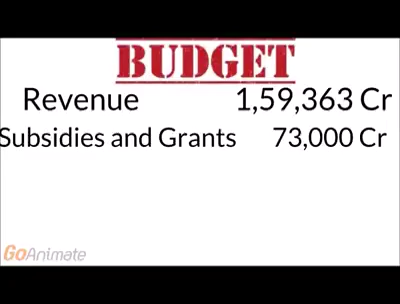 BUDGET
Revenue 1,59,363 Cr
Subsidies and Grants 73,000 Cr
GoAnimate